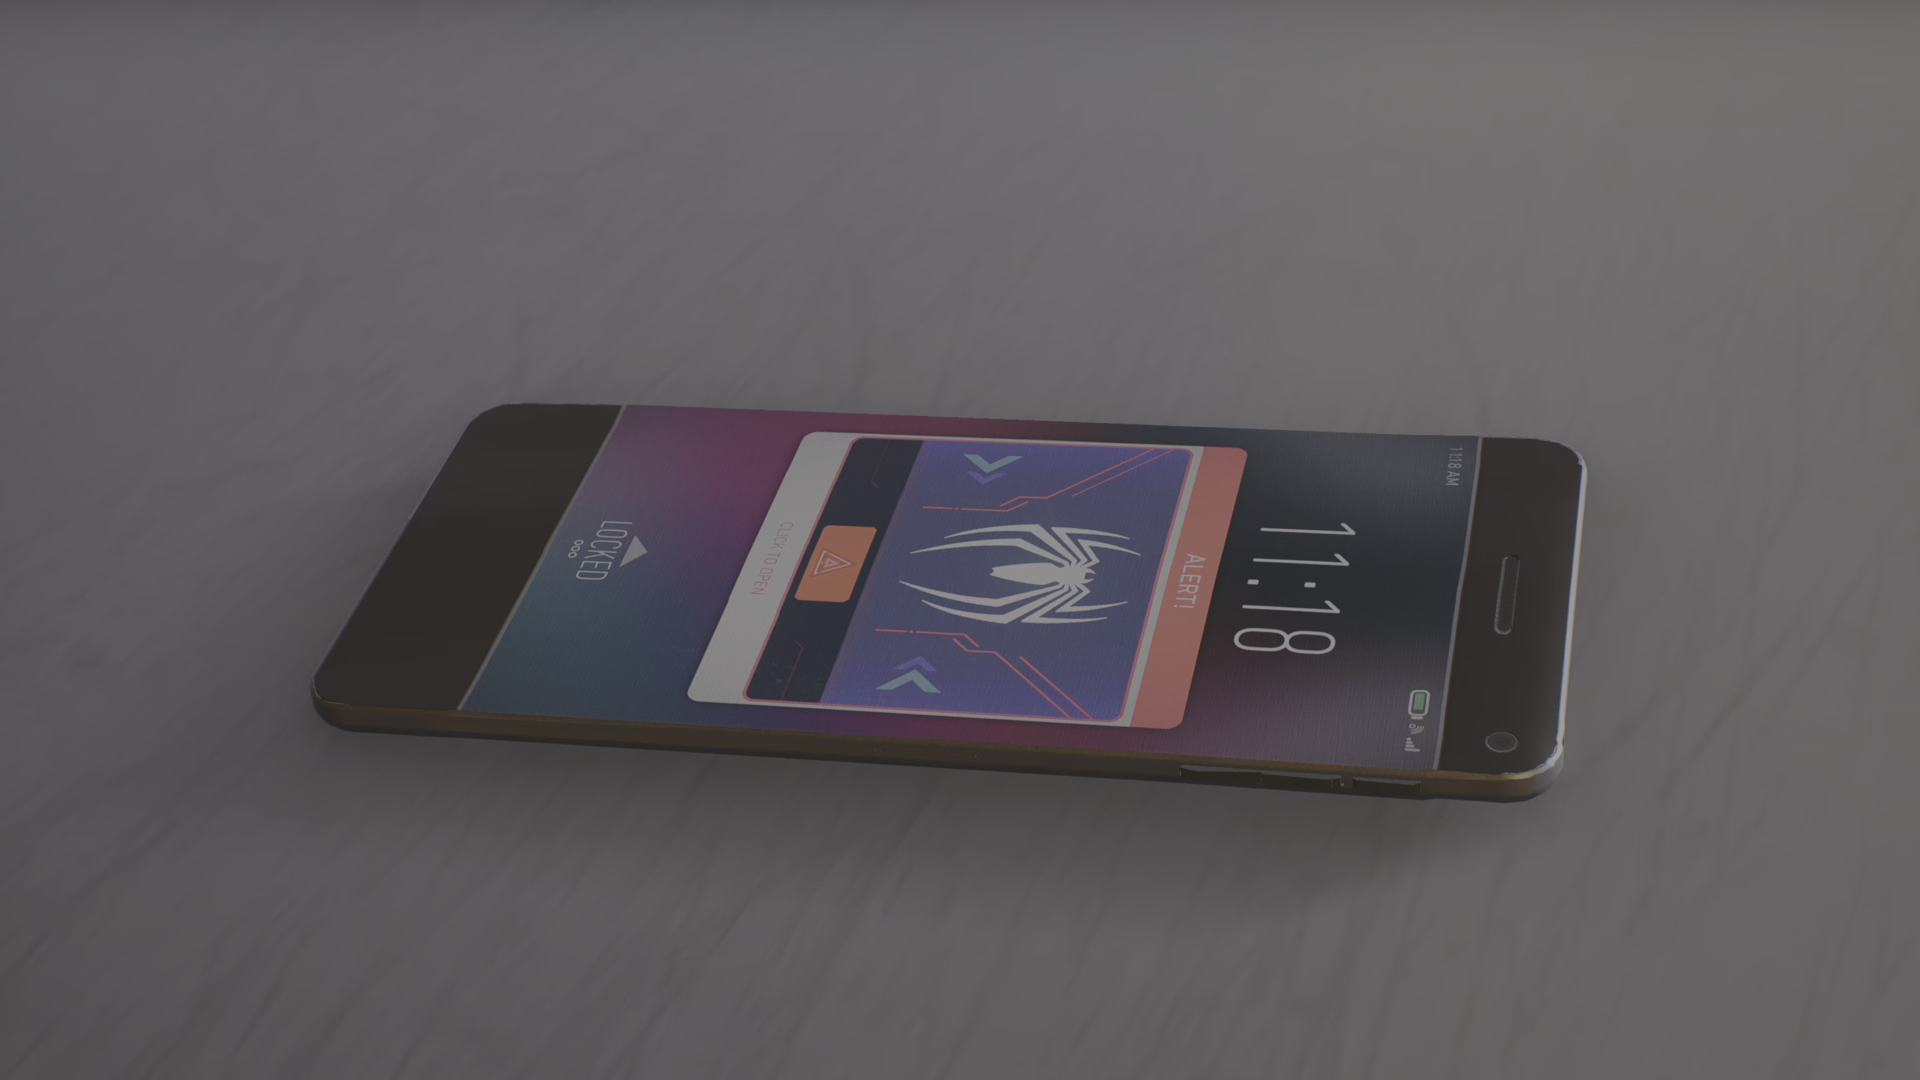 11:18 AM
11:18
ALERT!
CLICK TO OPEN
LOCKED